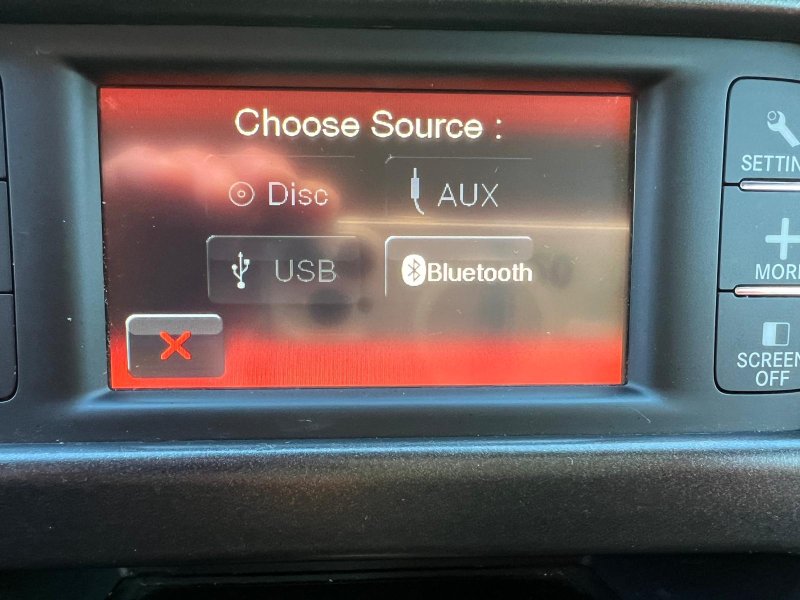 Choose Source :
Disc
AUX
USB
Bluetooth
SETTIN
MORE
SCREEN
OFF